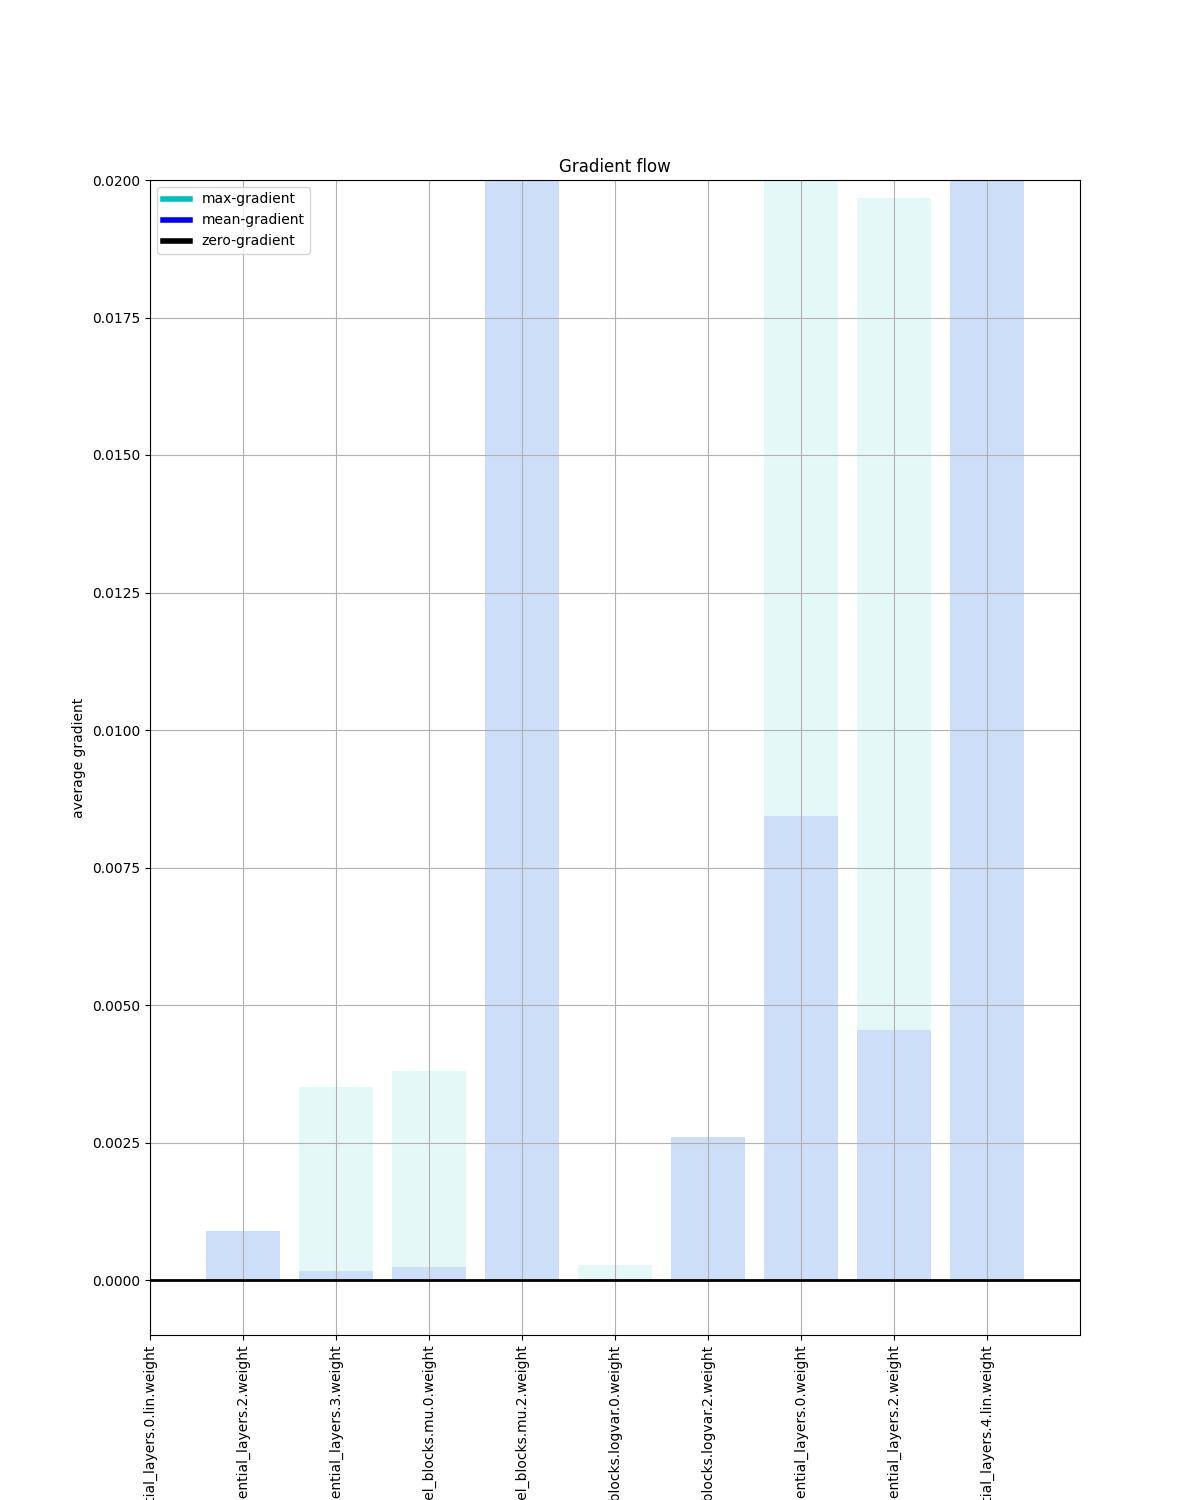 Gradient flow
max-gradient
mean-gradient
zero-gradient
0.0200
0.0175
0.0150
0.0125
0.0100
0.0075
0.0050
0.0025
0.0000
average gradient
tial_layers.0.lin.weight
ential_layers.2.weight
ential_layers.3.weight
el_blocks.mu.0.weight
el_blocks.mu.2.weight
blocks.logvar.0.weight
blocks.logvar.2.weight
ential_layers.0.weight
ential_layers.2.weight
tial_layers.4.lin.weight